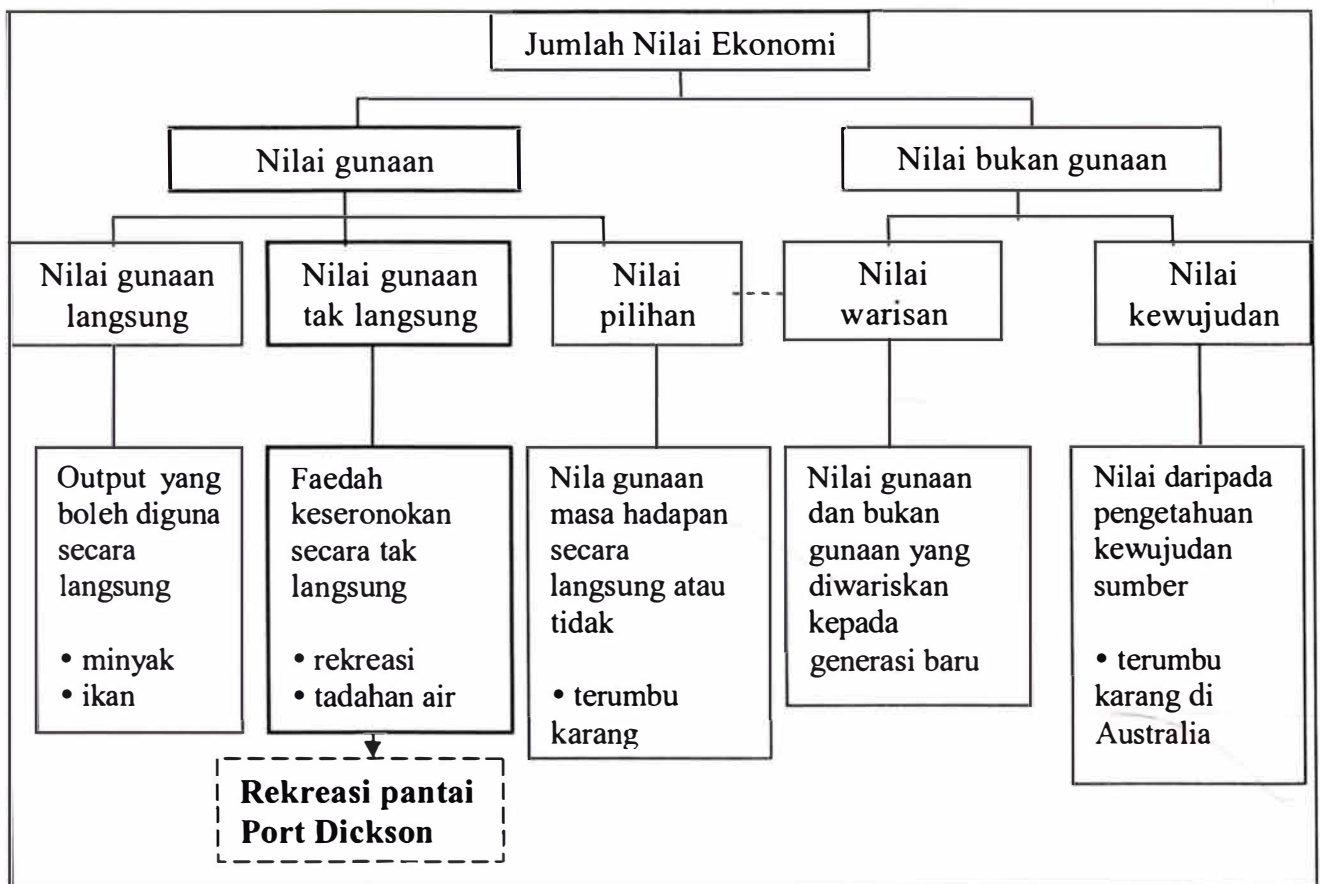 Jumlah Nilai Ekonomi
Nilai gunaan
Nilai bukan gunaan
Nilai gunaan
langsung
Nilai gunaan
tak langsung
Nilai
pilihan
Nilai
warisan
Nilai
kewujudan
Output yang
boleh diguna
secara
langsung
• minyak
• ikan
Faedah
keseronokan
secara tak
langsung
• rekreasi
• tadahan air
Nila gunaan
masa hadapan
secara
langsung atau
tidak
• terumbu
karang
Nilai gunaan
dan bukan
gunaan yang
diwariskan
kepada
generasi baru
Nilai daripada
pengetahuan
kewujudan
sumber
• terumbu
karang di
Australia
Rekreasi pantai
Port Dickson